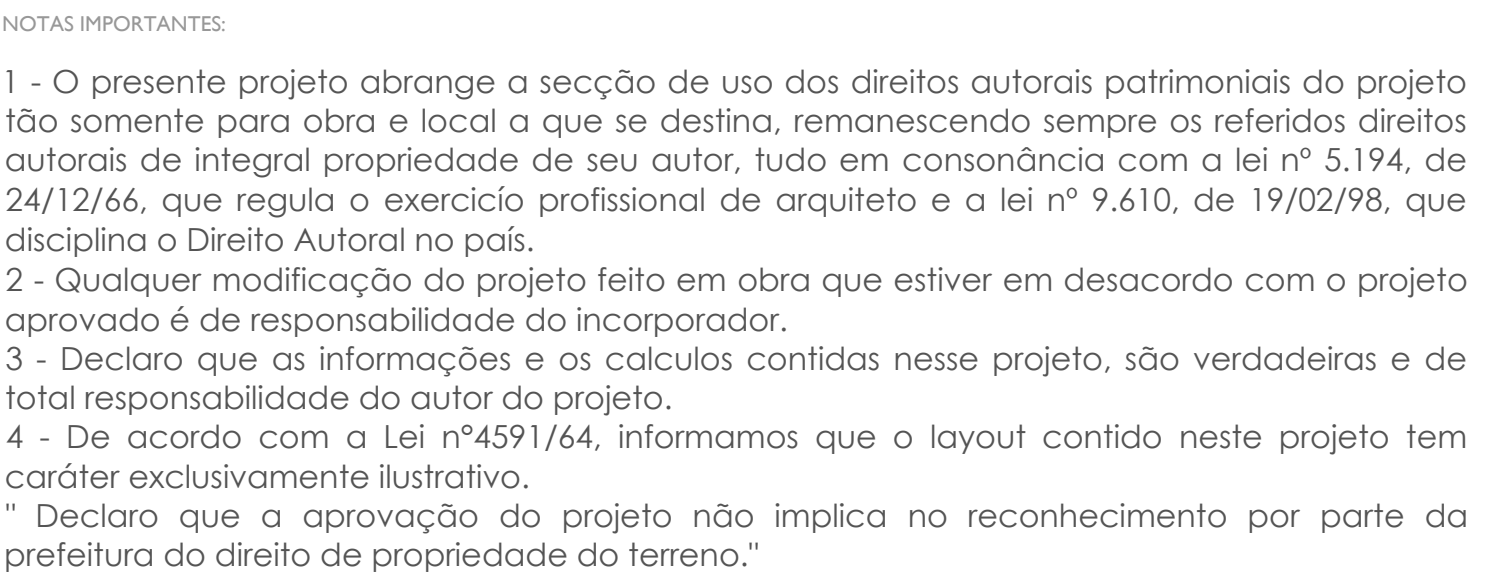 NOTAS IMPORTANTES:
1 - O presente projeto abrange a secção de uso dos direitos autorais patrimoniais do projeto
tão somente para obra e local a que se destina, remanescendo sempre os referidos direitos
autorais de integral propriedade de seu autor, tudo em consonância com a lei nº 5.194, de
24/12/66, que regula o exercicío profissional de arquiteto e a lei nº 9.610, de 19/02/98, que
disciplina o Direito Autoral no país.
2 - Qualquer modificação do projeto feito em obra que estiver em desacordo com o projeto
aprovado é de responsabilidade do incorporador.
3 - Declaro que as informações e os calculos contidas nesse projeto, são verdadeiras e de
total responsabilidade do autor do projeto.
4 - De acordo com a Lei n°4591/64, informamos que o layout contido neste projeto tem
caráter exclusivamente ilustrativo.
" Declaro que a aprovação do projeto não implica no reconhecimento por parte da
prefeitura do direito de propriedade do terreno."